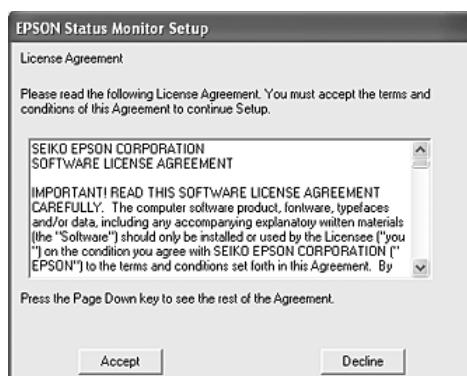 EPSON Status Monitor Setup
License Agreement
Please read the following License Agreement. You must accept the terms and
conditions of this Agreement to continue Setup.
SEIKO EPSON CORPORATION
SOFTWARE LICENSE AGREEMENT
IMPORTANT! READ THIS SOFTWARE LICENSE AGREEMENT
CAREFULLY. The computer software product, fontware, typefaces
and/or data, including any accompanying explanatory written materials
(the "Software") should only be installed or used by the Licensee ("you
") on the condition you agree with SEIKO EPSON CORPORATION ("
EPSON") to the terms and conditions set forth in this Agreement. By
Press the Page Down key to see the rest of the Agreement.
Accept
Decline